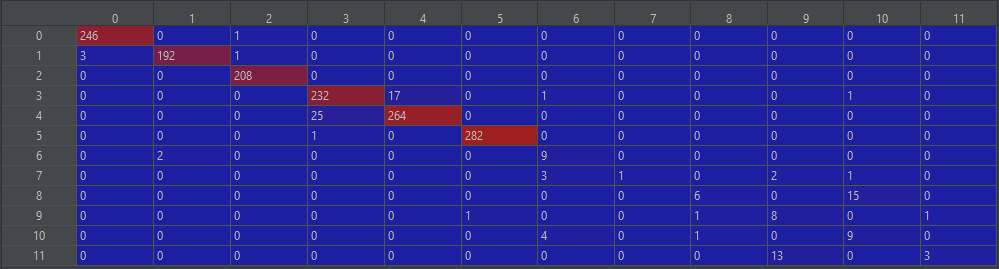 0 1 2 3 4 5 6 7 8 9 10 11
0 246 0 1 0 0 0 0 0 0 0 0 0
1 3 192 1 0 0 0 0 0 0 0 0 0
2 0 0 208 0 0 0 0 0 0 0 0 0
3 0 0 0 232 17 0 1 0 0 0 1 0
4 0 0 0 25 264 0 0 0 0 0 0 0
5 0 0 0 1 0 282 0 0 0 0 0 0
6 0 2 0 0 0 0 9 0 0 0 0 0
7 0 0 0 0 0 0 3 1 0 2 1 0
8 0 0 0 0 0 0 0 0 6 0 15 0
9 0 0 0 0 0 1 0 0 1 8 0 1
10 0 0 0 0 0 0 4 0 1 0 9 0
11 0 0 0 0 0 0 0 0 0 13 0 3